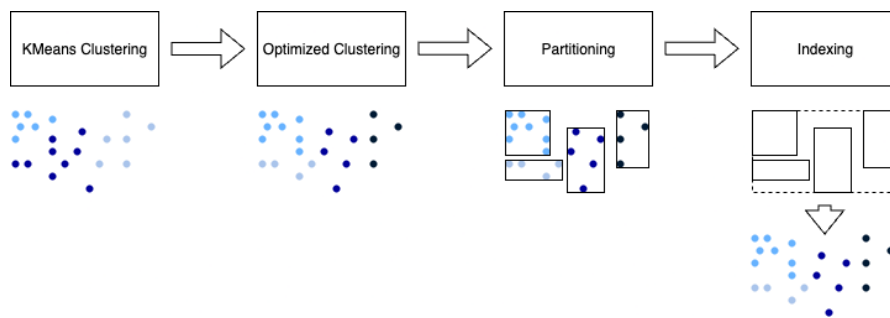 KMeans Clustering
Optimized Clustering
Partitioning
Indexing